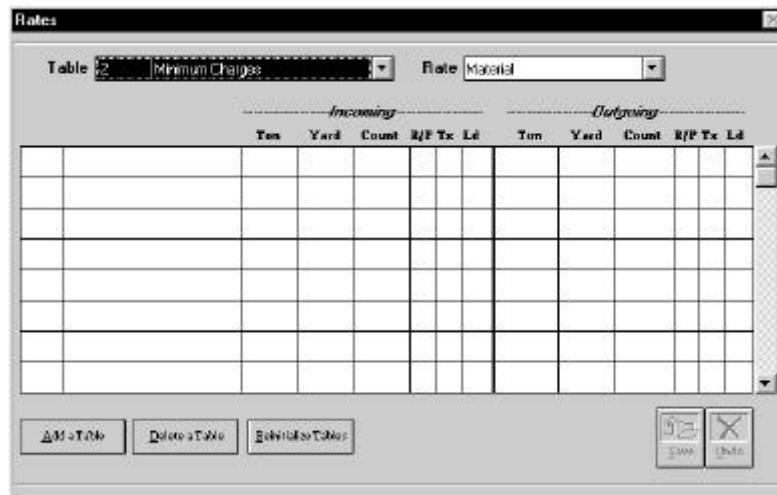 Rates
Table -2 Minimum Charges Rate Material
Incoming Outgoing
Ton Yard Count R/P Tx Ld Ton Yard Count R/P Tx Ld
Add a Table Delete a Table Reinitialize Tables Save Undo